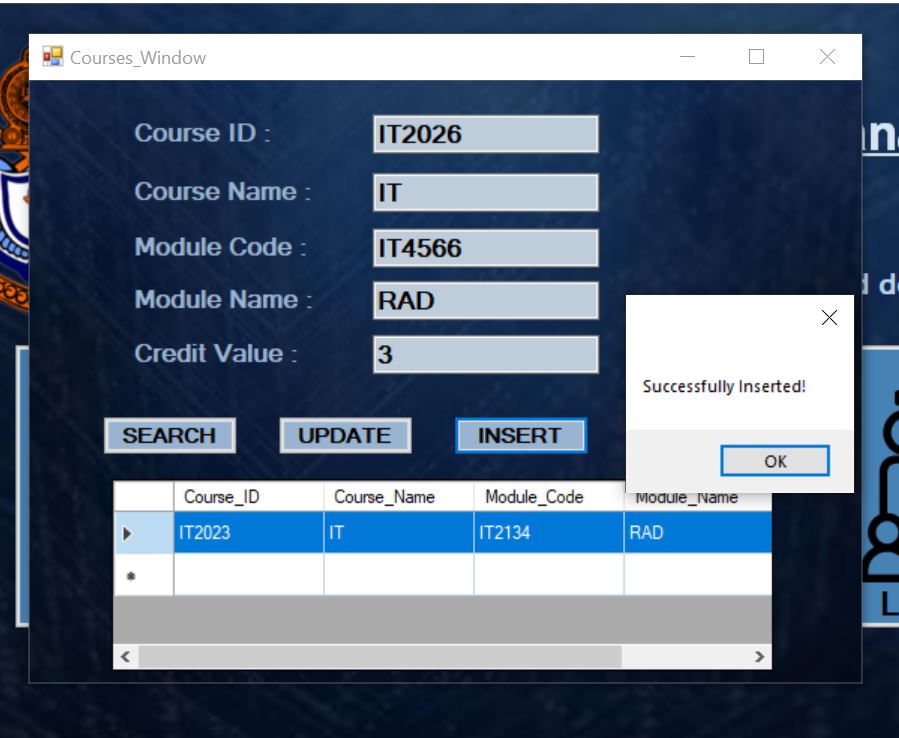 Courses_Window
Course ID : IT2026
Course Name : IT
Module Code : IT4566
Module Name : RAD
Credit Value : 3
Successfully Inserted!
OK
SEARCH UPDATE INSERT
Course_ID Course_Name Module_Code Module_Name
IT2023 IT IT2134 RAD